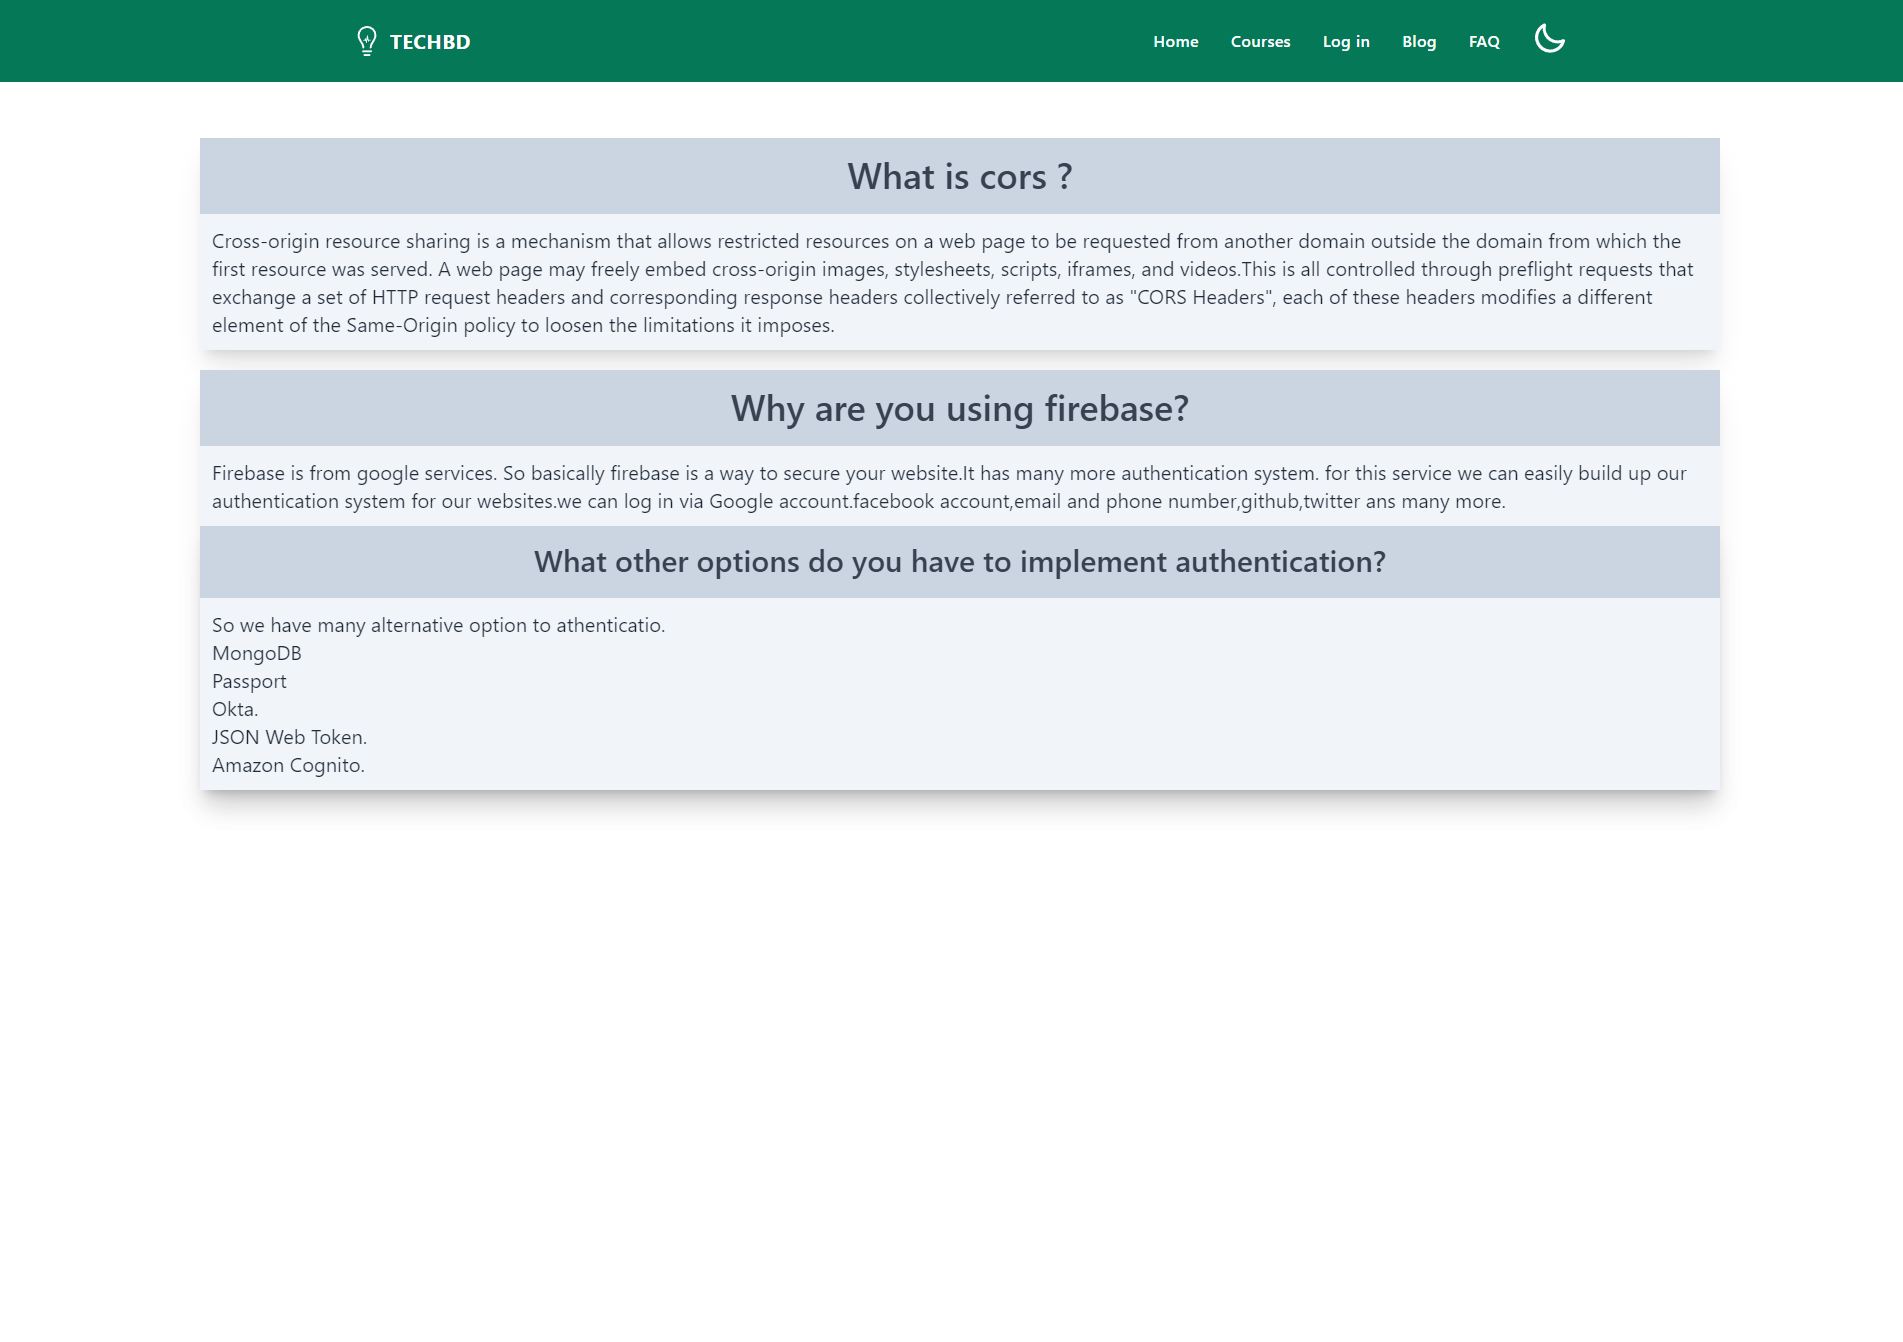 TECHBD
Home Courses Log in Blog FAQ
What is cors ?
Cross-origin resource sharing is a mechanism that allows restricted resources on a web page to be requested from another domain outside the domain from which the
first resource was served. A web page may freely embed cross-origin images, stylesheets, scripts, iframes, and videos.This is all controlled through preflight requests that
exchange a set of HTTP request headers and corresponding response headers collectively referred to as "CORS Headers", each of these headers modifies a different
element of the Same-Origin policy to loosen the limitations it imposes.
Why are you using firebase?
Firebase is from google services. So basically firebase is a way to secure your website.It has many more authentication system. for this service we can easily build up our
authentication system for our websites.we can log in via Google account.facebook account,email and phone number,github,twitter ans many more.
What other options do you have to implement authentication?
So we have many alternative option to athenticatio.
MongoDB
Passport
Okta.
JSON Web Token.
Amazon Cognito.